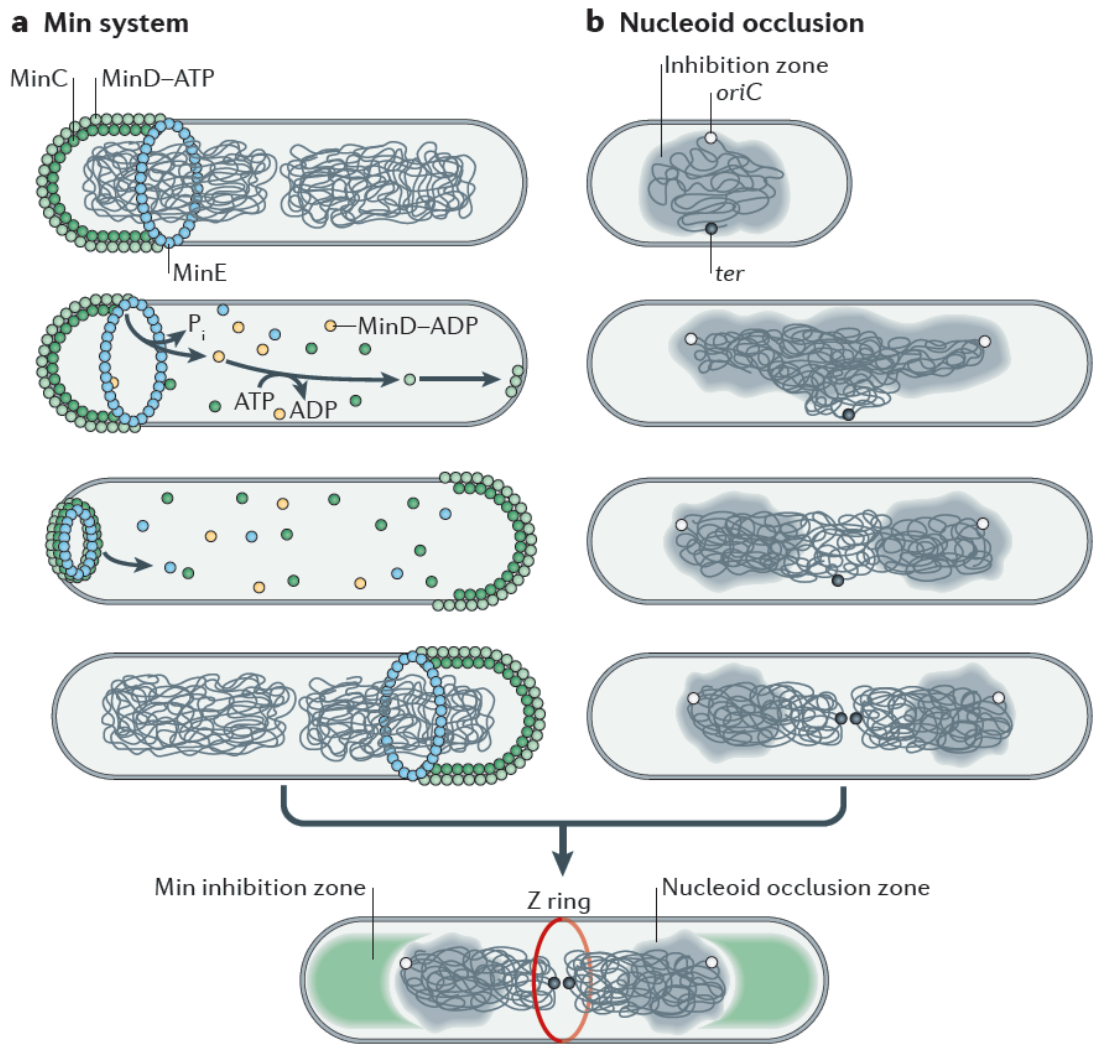 a Min system
MinC
MinD–ATP
MinE
Pi
MinD–ADP
ATP
ADP
b Nucleoid occlusion
Inhibition zone
oriC
ter
Min inhibition zone
Z ring
Nucleoid occlusion zone